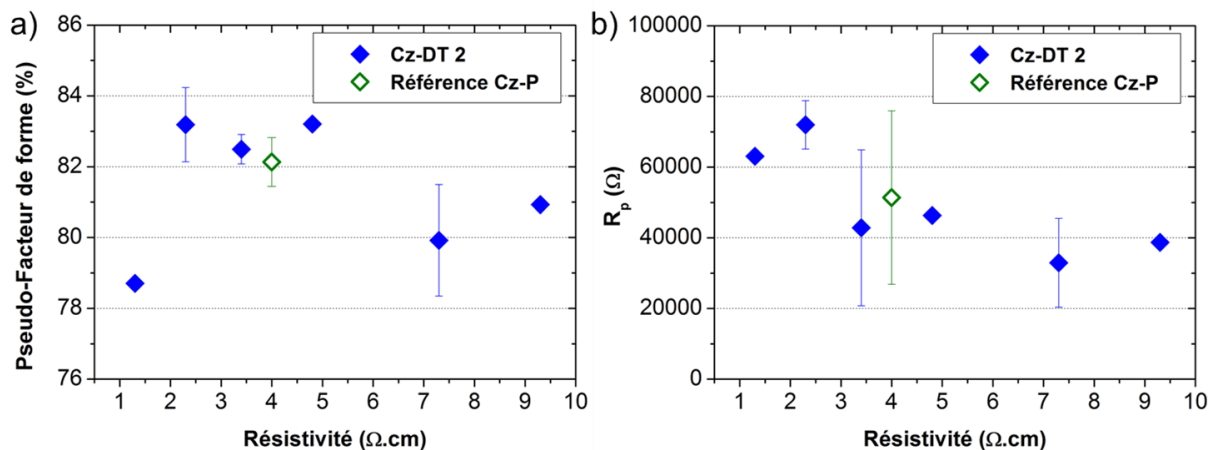 a)
Pseudo-Facteur de forme (%)
86
84
82
80
78
76
Cz-DT 2
Référence Cz-P
1 2 3 4 5 6 7 8 9 10
Résistivité (Ω.cm)
b)
Rp (Ω)
100000
80000
60000
40000
20000
0
Cz-DT 2
Référence Cz-P
1 2 3 4 5 6 7 8 9 10
Résistivité (Ω.cm)